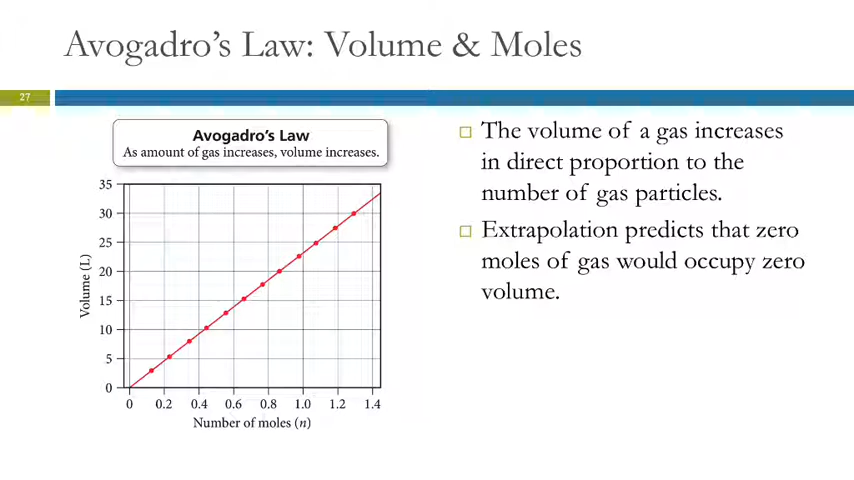 Avogadro’s Law: Volume & Moles
27
Avogadro’s Law
As amount of gas increases, volume increases.
35
30
25
20
15
10
5
0
Volume (L)
0 0.2 0.4 0.6 0.8 1.0 1.2 1.4
Number of moles (n)
The volume of a gas increases
in direct proportion to the
number of gas particles.
Extrapolation predicts that zero
moles of gas would occupy zero
volume.